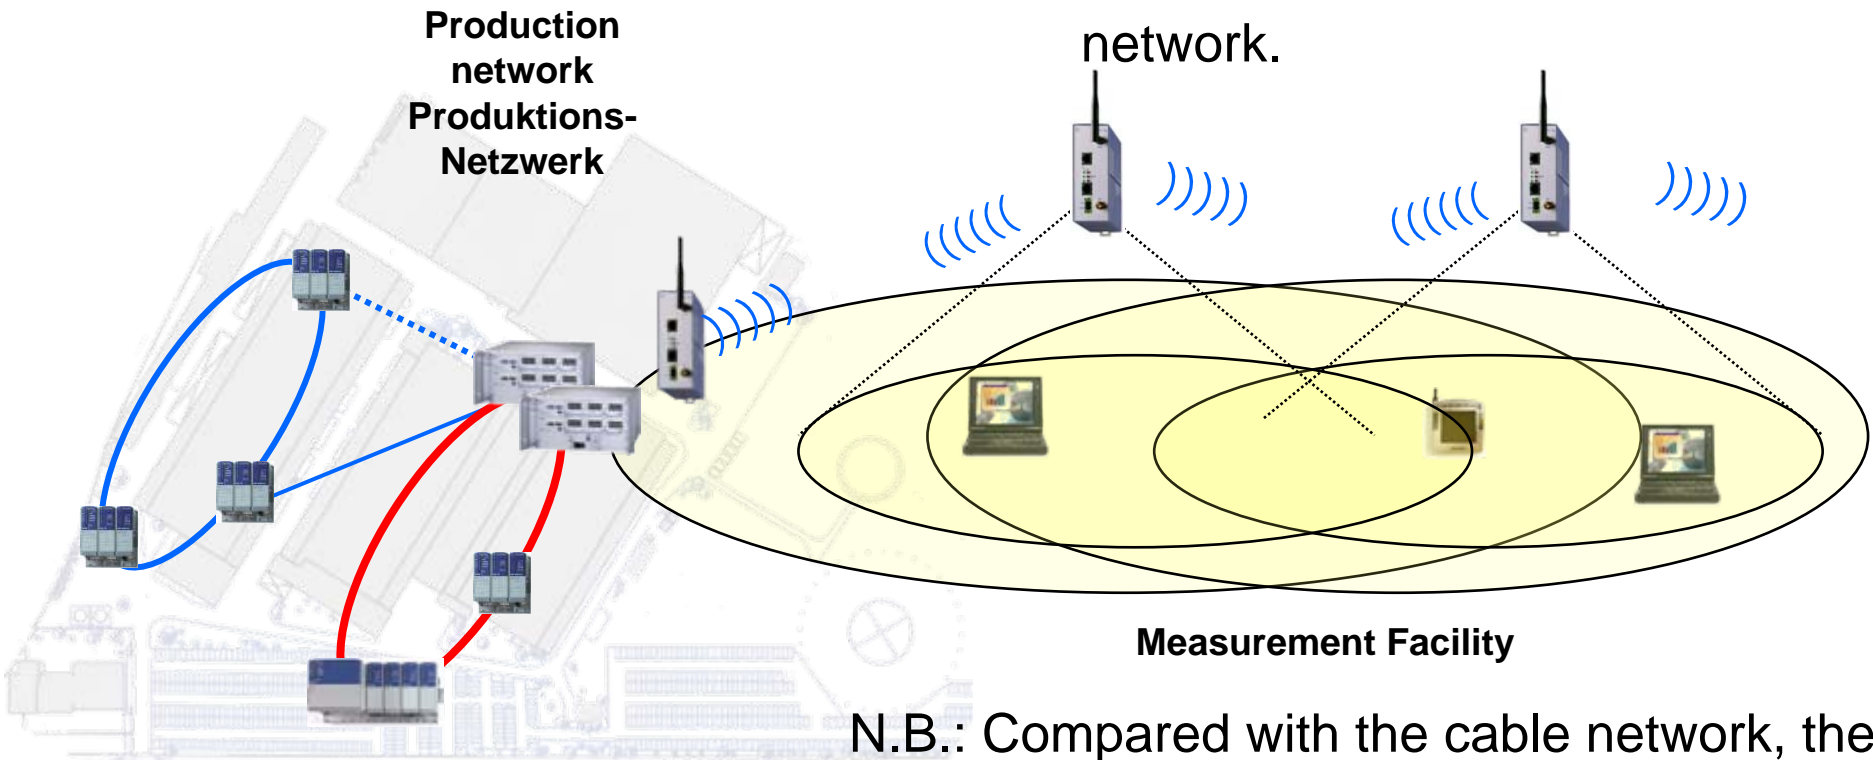 Production
network
Produktions-
Netzwerk
network.
Measurement Facility
N.B.: Compared with the cable network, the